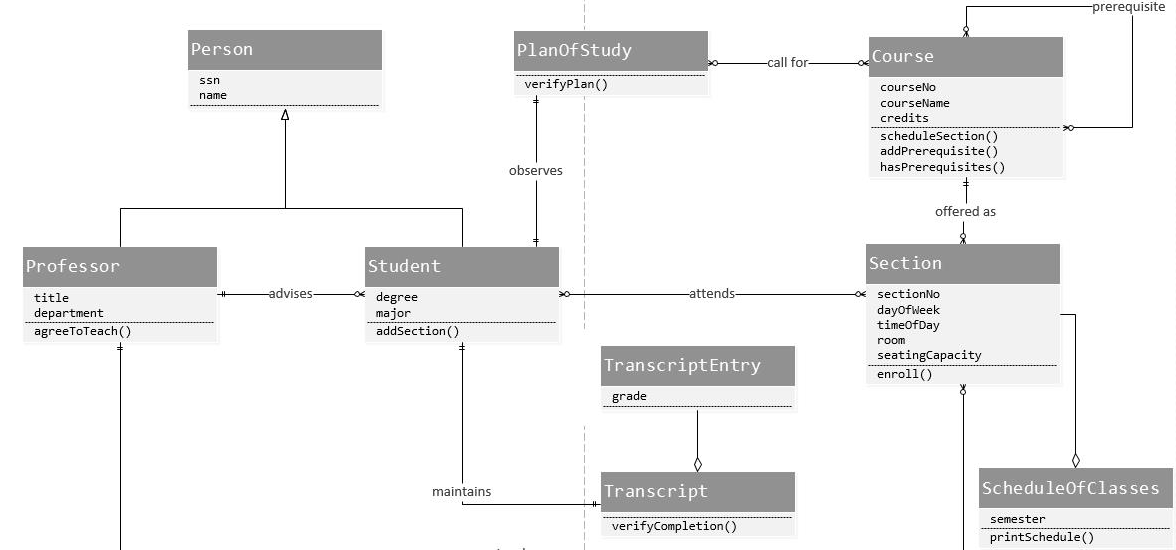 prerequisite
Person
ssn
name
PlanOfStudy
verifyPlan()
call for
Course
courseNo
courseName
credits
scheduleSection()
addPrerequisite()
hasPrerequisites()
observes
offered as
Professor
title
department
agreeToTeach()
advises
Student
degree
major
addSection()
attends
Section
sectionNo
dayOfWeek
timeOfDay
room
seatingCapacity
enroll()
TranscriptEntry
grade
maintains
Transcript
verifyCompletion()
ScheduleOfClasses
semester
printSchedule()